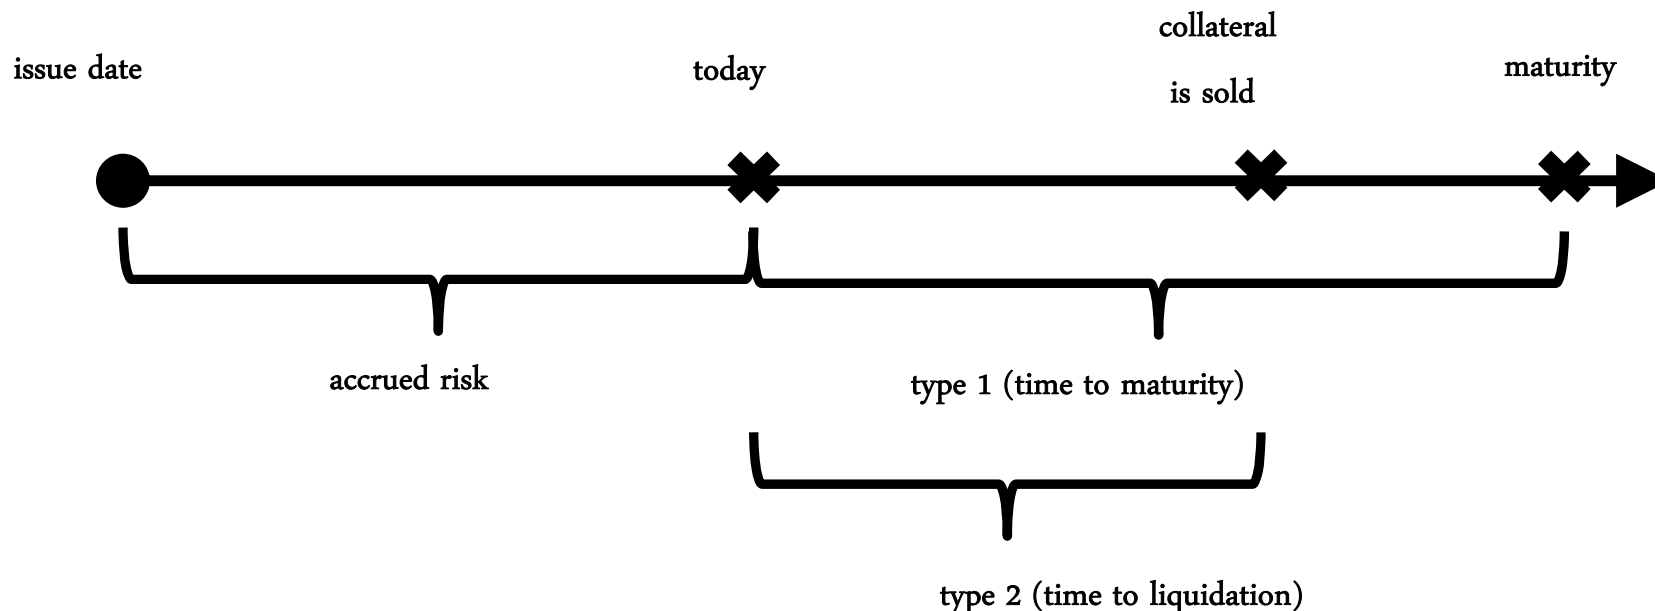 issue date
today
collateral
is sold
maturity
accrued risk
type 1 (time to maturity)
type 2 (time to liquidation)